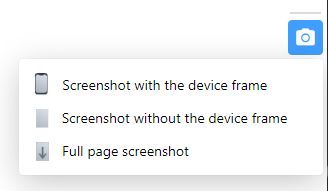 Screenshot with the device frame
Screenshot without the device frame
Full page screenshot